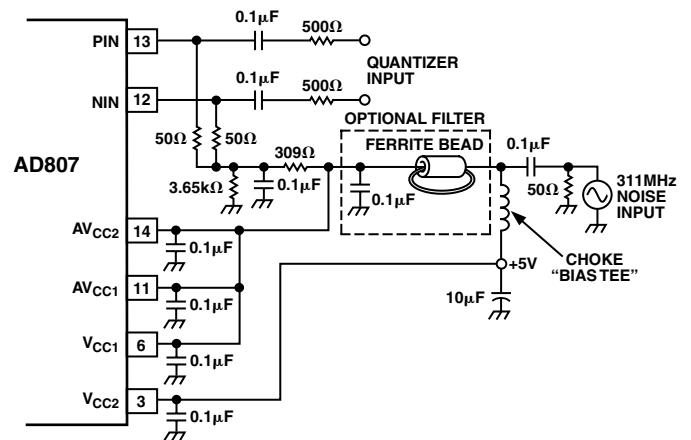 0.1μF
500Ω
PIN
13
QUANTIZER
INPUT
0.1μF
500Ω
NIN
12
OPTIONAL FILTER
FERRITE BEAD
50Ω
50Ω
0.1μF
309Ω
AD807
3.65kΩ
0.1μF
0.1μF
50Ω
311MHz
NOISE
INPUT
AVCC2
14
0.1μF
CHOKE
"BIAS TEE"
+5V
AVCC1
11
0.1μF
10μF
VCC1
6
0.1μF
VCC2
3
0.1μF